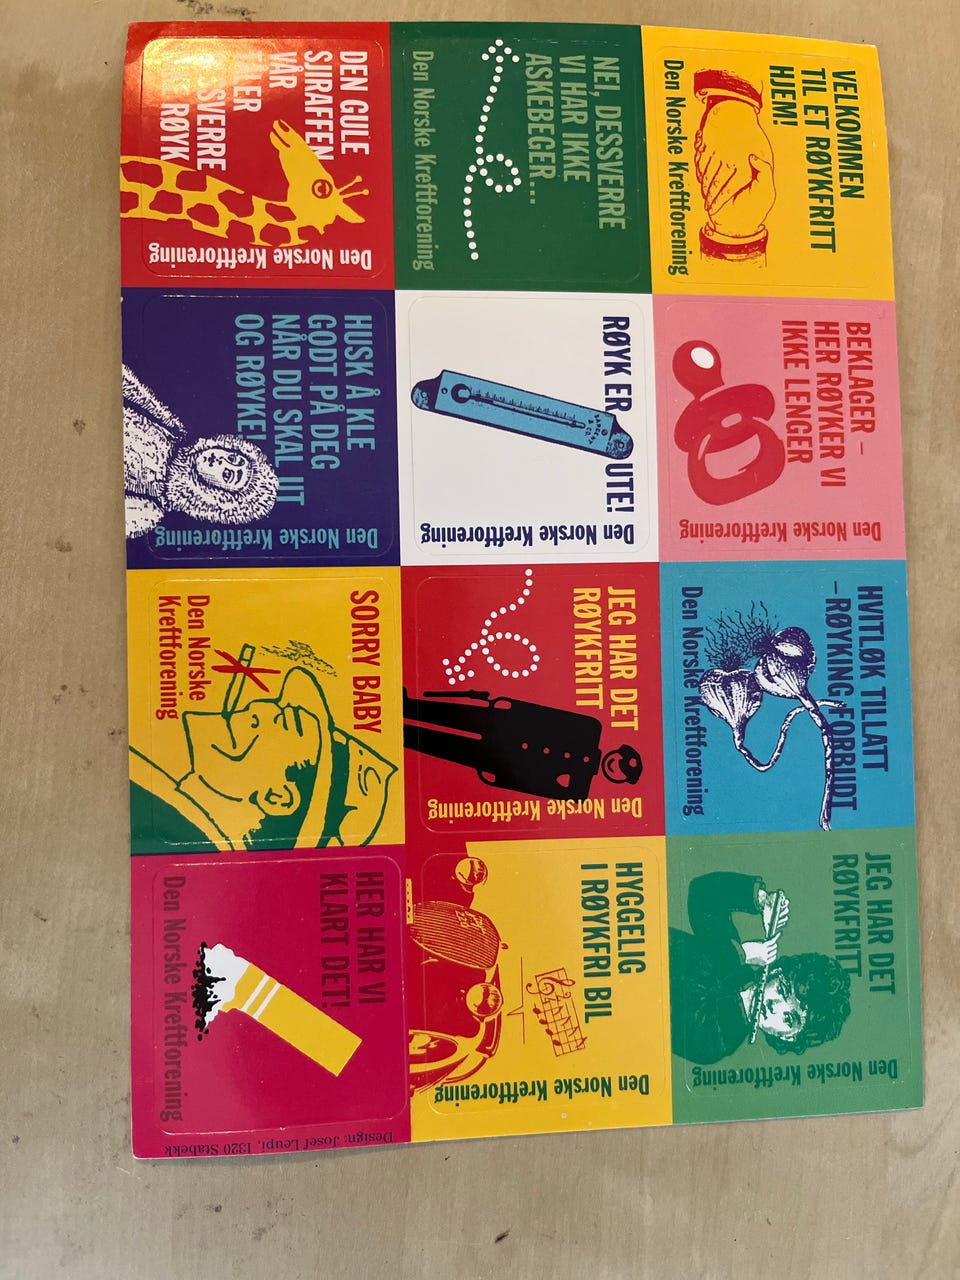 VELKOMMEN
TIL ET RØYKFRITT
HJEM!
Den Norske Kreftforening
BEKLAGER –
HER RØYKER VI
IKKE LENGER
Den Norske Kreftforening
HVITLØK TILLATT
–RØYKING FORBUDT
Den Norske Kreftforening
JEG HAR DET
RØYKFRITT
Den Norske Kreftforening
NEI, DESSVERRE
VI HAR IKKE
ASKEBEGER...
Den Norske Kreftforening
RØYK ER UTE!
Den Norske Kreftforening
JEG HAR DET
RØYKFRITT
Den Norske Kreftforening
HYGGELIG
I RØYKFRI BIL
Den Norske Kreftforening
DEN GULE
SJIRAFFEN
VÅR
TÅLER
DESSVERRE
IKKE RØYK
Den Norske Kreftforening
HUSK Å KLE
GODT PÅ DEG
NÅR DU SKAL UT
OG RØYKE!
Den Norske Kreftforening
SORRY BABY
Den Norske
Kreftforening
HER HAR VI
KLART DET!
Den Norske Kreftforening
Design: Josef Leupi, 1320 Stabekk